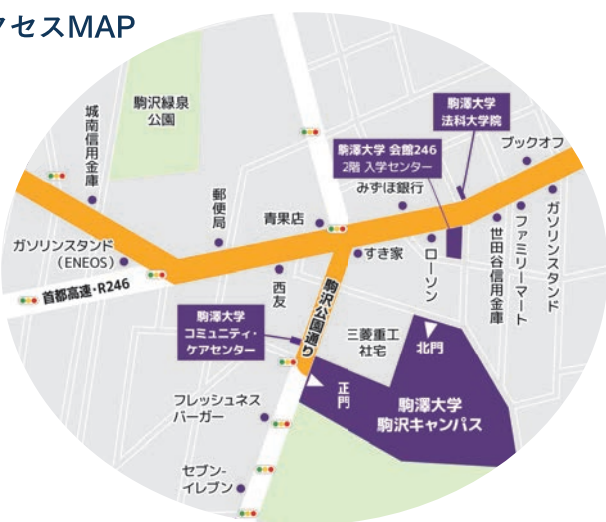 クセスMAP
城南信用金庫
駒沢緑泉
公園
駒澤大学
法科大学院
駒澤大学 会館246
2階 入学センター
ブックオフ
みずほ銀行
郵便局
青果店
ガソリンスタンド
(ENEOS)
すき家
ローソン
世田谷信用金庫
ファミリーマート
ガソリンスタンド
首都高速・R246
西友
駒沢公園通り
駒澤大学
コミュニティ・
ケアセンター
三菱重工
社宅
北門
正門
駒澤大学
駒沢キャンパス
フレッシュネス
バーガー
セブン-
イレブン